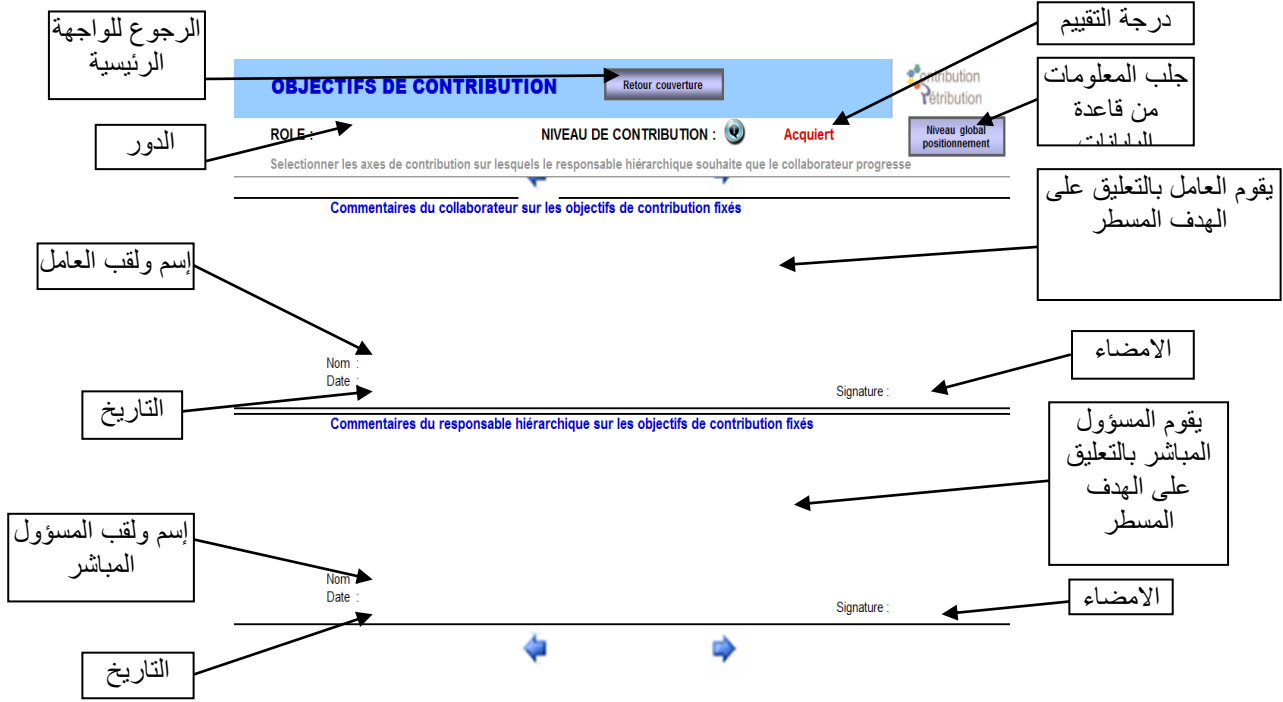 الرجوع للواجهة
الرئيسية
درجة التقييم
OBJECTIFS DE CONTRIBUTION
Retour couverture
Contribution
Rétribution
جلب المعلومات
من قاعدة
البيانات
الدور
ROLE :
NIVEAU DE CONTRIBUTION :
Acquiert
Niveau global
positionnement
Selectionner les axes de contribution sur lesquels le responsable hiérarchique souhaite que le collaborateur progresse
Commentaires du collaborateur sur les objectifs de contribution fixés
يقوم العامل بالتعليق على
الهدف المسطر
إسم ولقب العامل
Nom :
Date :
Signature :
الامضاء
التاريخ
Commentaires du responsable hiérarchique sur les objectifs de contribution fixés
يقوم المسؤول
المباشر بالتعليق
على الهدف
المسطر
إسم ولقب المسؤول
المباشر
Nom
Date :
Signature :
الامضاء
التاريخ